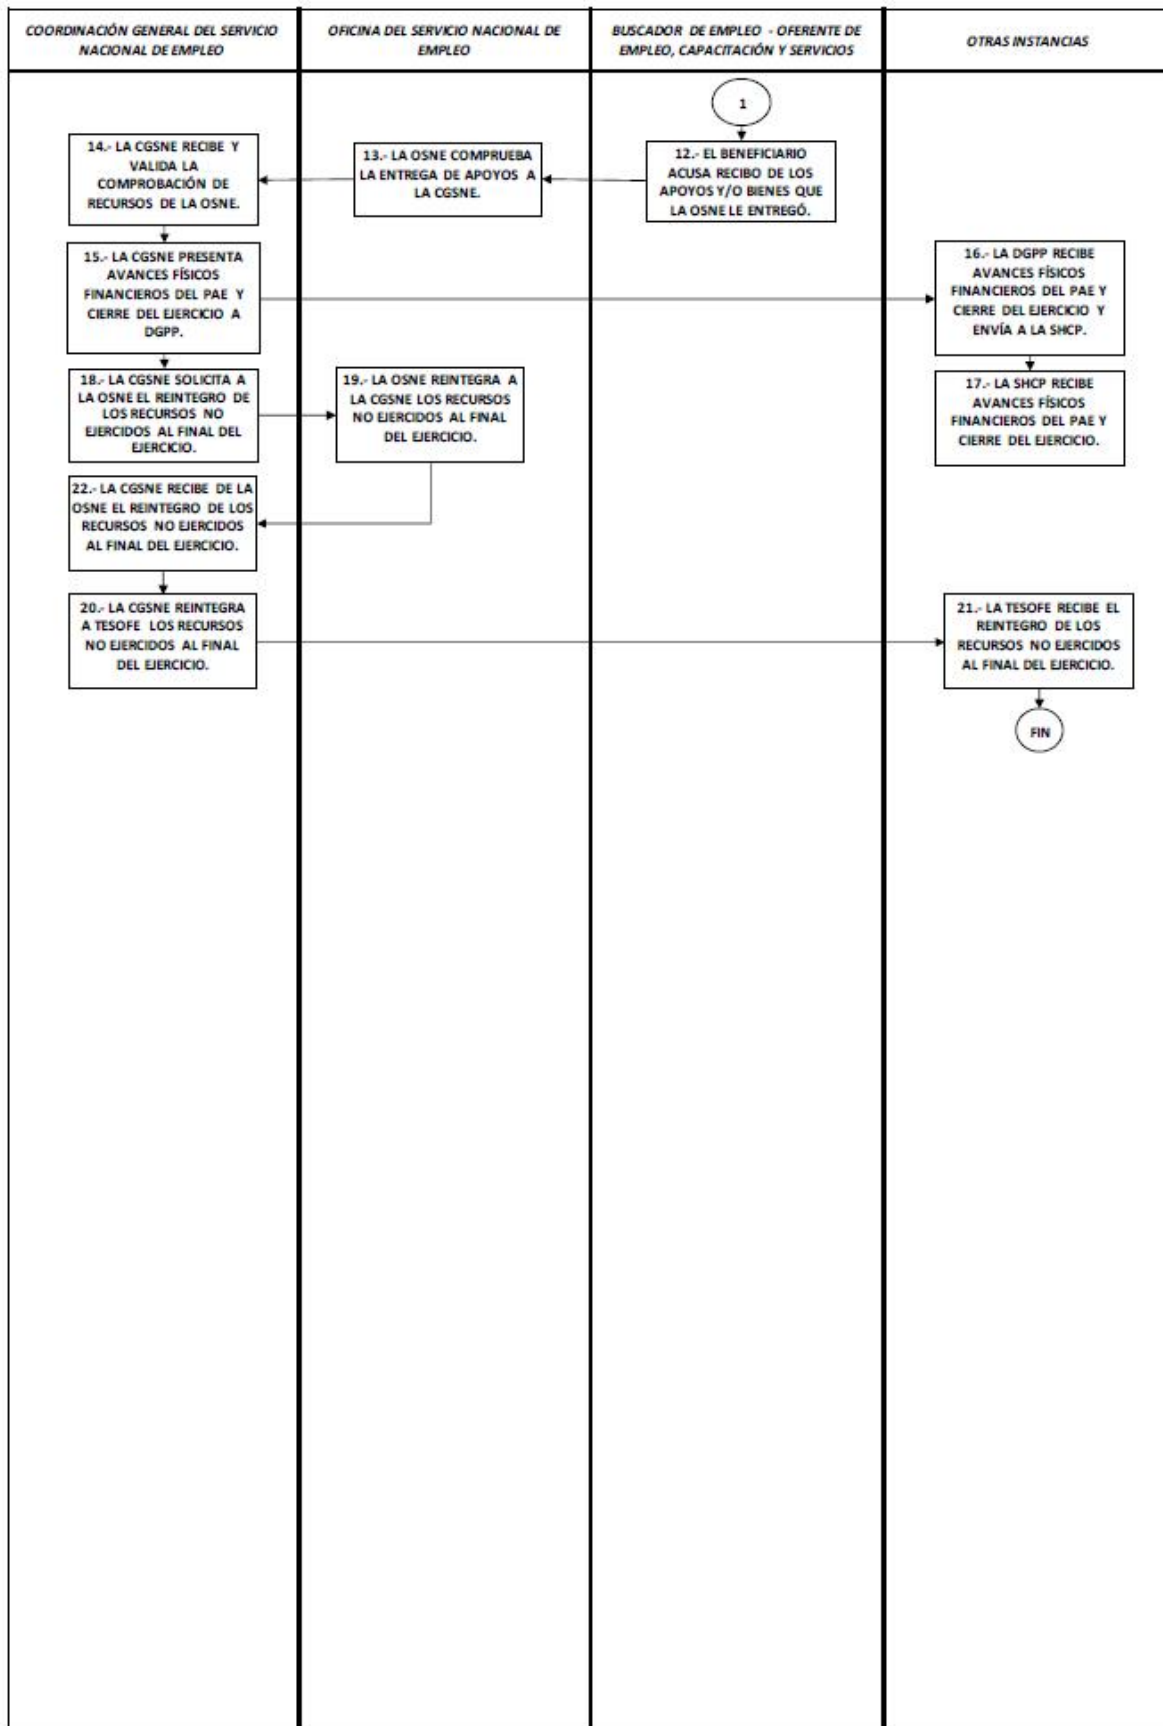 COORDINACIÓN GENERAL DEL SERVICIO
NACIONAL DE EMPLEO
OFICINA DEL SERVICIO NACIONAL DE
EMPLEO
BUSCADOR DE EMPLEO - OFERENTE DE
EMPLEO, CAPACITACIÓN Y SERVICIOS
OTRAS INSTANCIAS
1
12.- EL BENEFICIARIO
ACUSA RECIBO DE LOS
APOYOS Y/O BIENES QUE
LA OSNE LE ENTREGÓ.
13.- LA OSNE COMPRUEBA
LA ENTREGA DE APOYOS A
LA CGSNE.
14.- LA CGSNE RECIBE Y
VALIDA LA
COMPROBACIÓN DE
RECURSOS DE LA OSNE.
15.- LA CGSNE PRESENTA
AVANCES FÍSICOS
FINANCIEROS DEL PAE Y
CIERRE DEL EJERCICIO A
DGPP.
16.- LA DGPP RECIBE
AVANCES FÍSICOS
FINANCIEROS DEL PAE Y
CIERRE DEL EJERCICIO Y
ENVÍA A LA SHCP.
17.- LA SHCP RECIBE
AVANCES FÍSICOS
FINANCIEROS DEL PAE Y
CIERRE DEL EJERCICIO.
18.- LA CGSNE SOLICITA A
LA OSNE EL REINTEGRO DE
LOS RECURSOS NO
EJERCIDOS AL FINAL DEL
EJERCICIO.
19.- LA OSNE REINTEGRA A
LA CGSNE LOS RECURSOS
NO EJERCIDOS AL FINAL
DEL EJERCICIO.
22.- LA CGSNE RECIBE DE LA
OSNE EL REINTEGRO DE LOS
RECURSOS NO EJERCIDOS
AL FINAL DEL EJERCICIO.
20.- LA CGSNE REINTEGRA
A TESOFE LOS RECURSOS
NO EJERCIDOS AL FINAL
DEL EJERCICIO.
21.- LA TESOFE RECIBE EL
REINTEGRO DE LOS
RECURSOS NO EJERCIDOS
AL FINAL DEL EJERCICIO.
FIN